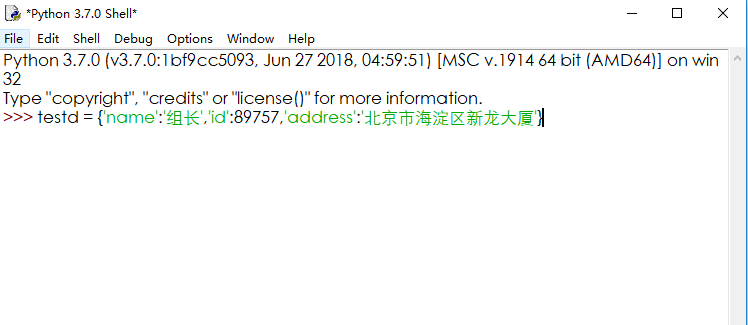 *Python 3.7.0 Shell*
File Edit Shell Debug Options Window Help
Python 3.7.0 (v3.7.0:1bf9cc5093, Jun 27 2018, 04:59:51) [MSC v.1914 64 bit (AMD64)] on win
32
Type "copyright", "credits" or "license()" for more information.
>>> testd = {'name':'组长','id':89757,'address':'北京市海淀区新龙大厦'}